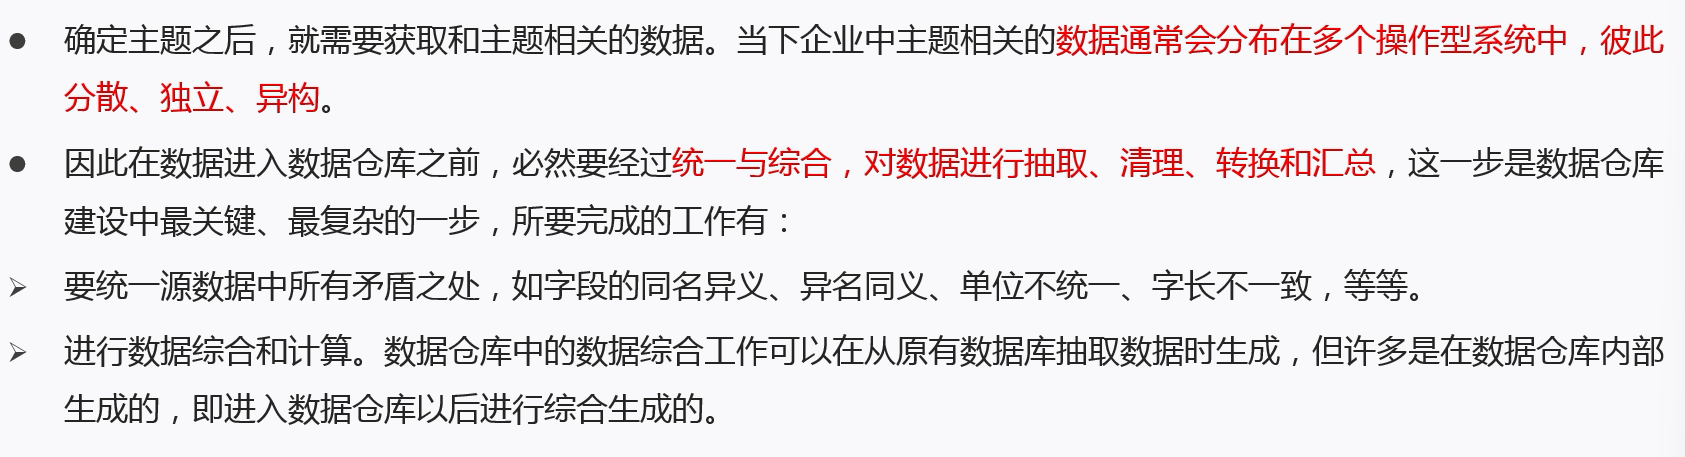 ● 确定主题之后，就需要获取和主题相关的数据。当下企业中主题相关的数据通常会分布在多个操作型系统中，彼此
分散、独立、异构。
● 因此在数据进入数据仓库之前，必然要经过统一与综合，对数据进行抽取、清理、转换和汇总，这一步是数据仓库
建设中最关键、最复杂的一步，所要完成的工作有：
➢ 要统一源数据中所有矛盾之处，如字段的同名异义、异名同义、单位不统一、字长不一致，等等。
➢ 进行数据综合和计算。数据仓库中的数据综合工作可以在从原有数据库抽取数据时生成，但许多是在数据仓库内部
生成的，即进入数据仓库以后进行综合生成的。